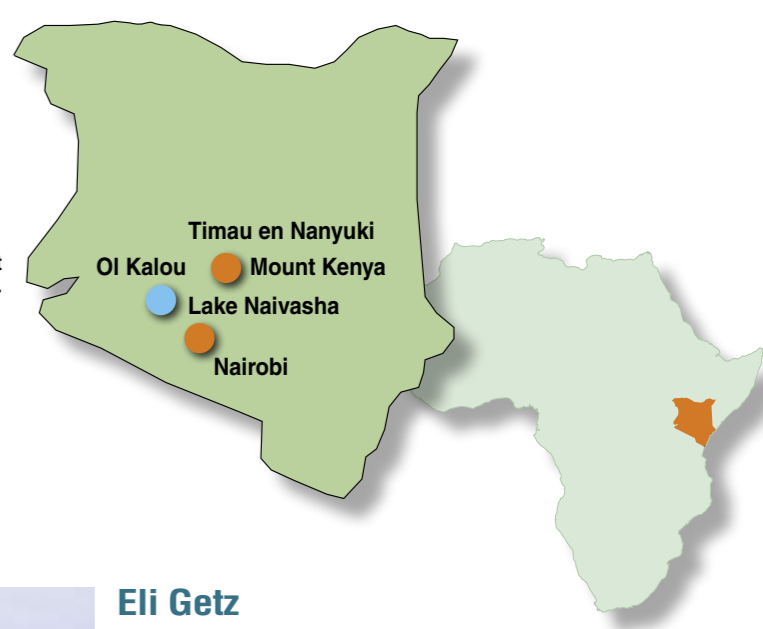 Timau en Nanyuki
Ol Kalou
Mount Kenya
Lake Naivasha
Nairobi
Eli Getz